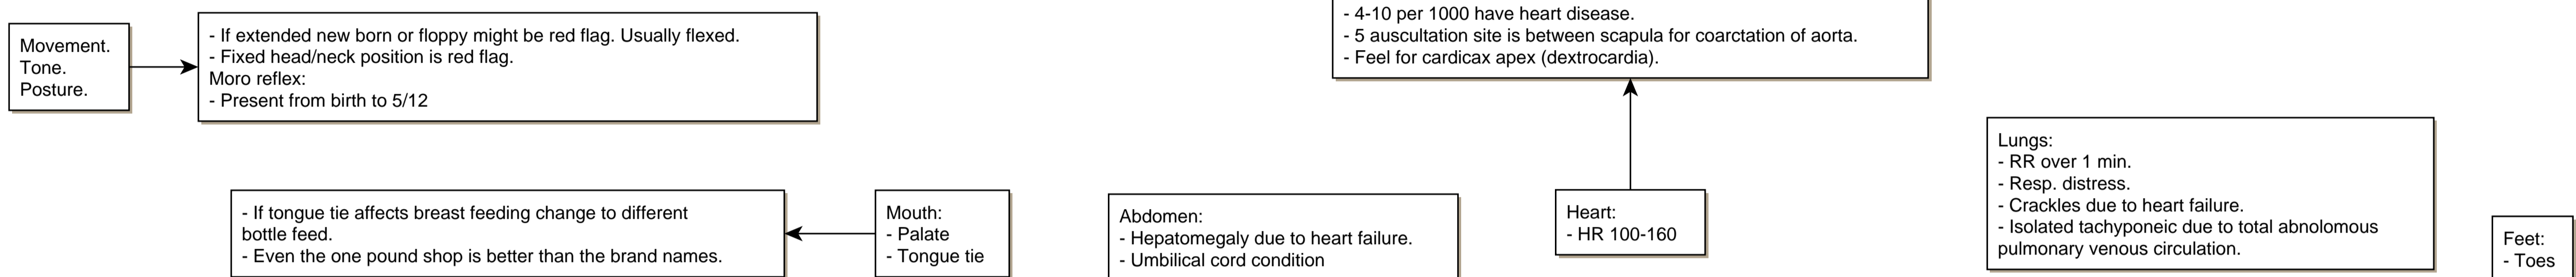 Movement.
Tone.
Posture.
- If extended new born or floppy might be red flag. Usually flexed.
- Fixed head/neck position is red flag.
Moro reflex:
- Present from birth to 5/12
- 4-10 per 1000 have heart disease.
- 5 auscultation site is between scapula for coarctation of aorta.
- Feel for cardicax apex (dextrocardia).
- If tongue tie affects breast feeding change to different
bottle feed.
- Even the one pound shop is better than the brand names.
Mouth:
- Palate
- Tongue tie
Abdomen:
- Hepatomegaly due to heart failure.
- Umbilical cord condition
Heart:
- HR 100-160
Lungs:
- RR over 1 min.
- Resp. distress.
- Crackles due to heart failure.
- Isolated tachyponeic due to total abnolomous
pulmonary venous circulation.
Feet:
- Toes